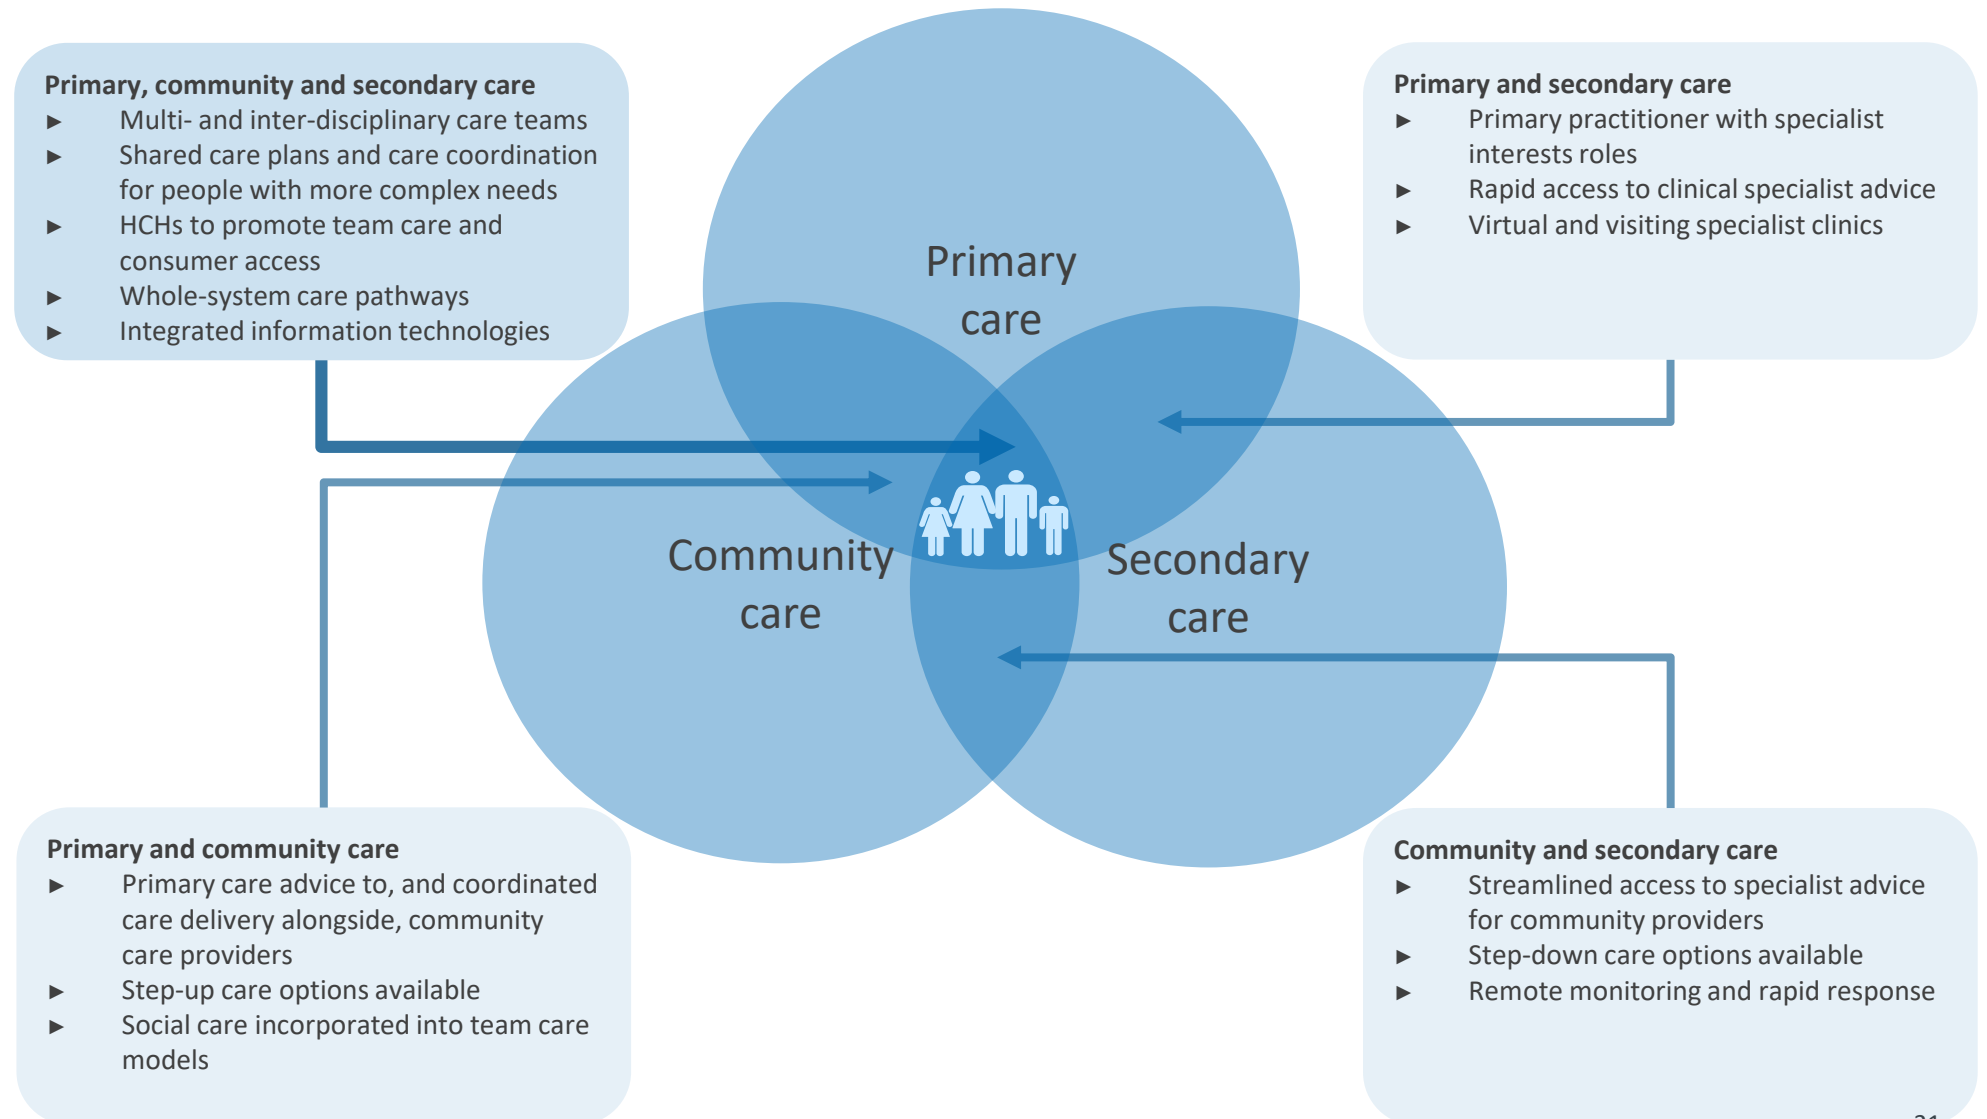 Primary, community and secondary care
► Multi- and inter-disciplinary care teams
► Shared care plans and care coordination
for people with more complex needs
► HCHs to promote team care and
consumer access
► Whole-system care pathways
► Integrated information technologies
Primary and secondary care
► Primary practitioner with specialist
interests roles
► Rapid access to clinical specialist advice
► Virtual and visiting specialist clinics
Primary
care
Community
care
Secondary
care
Primary and community care
► Primary care advice to, and coordinated
care delivery alongside, community
care providers
► Step-up care options available
► Social care incorporated into team care
models
Community and secondary care
► Streamlined access to specialist advice
for community providers
► Step-down care options available
► Remote monitoring and rapid response